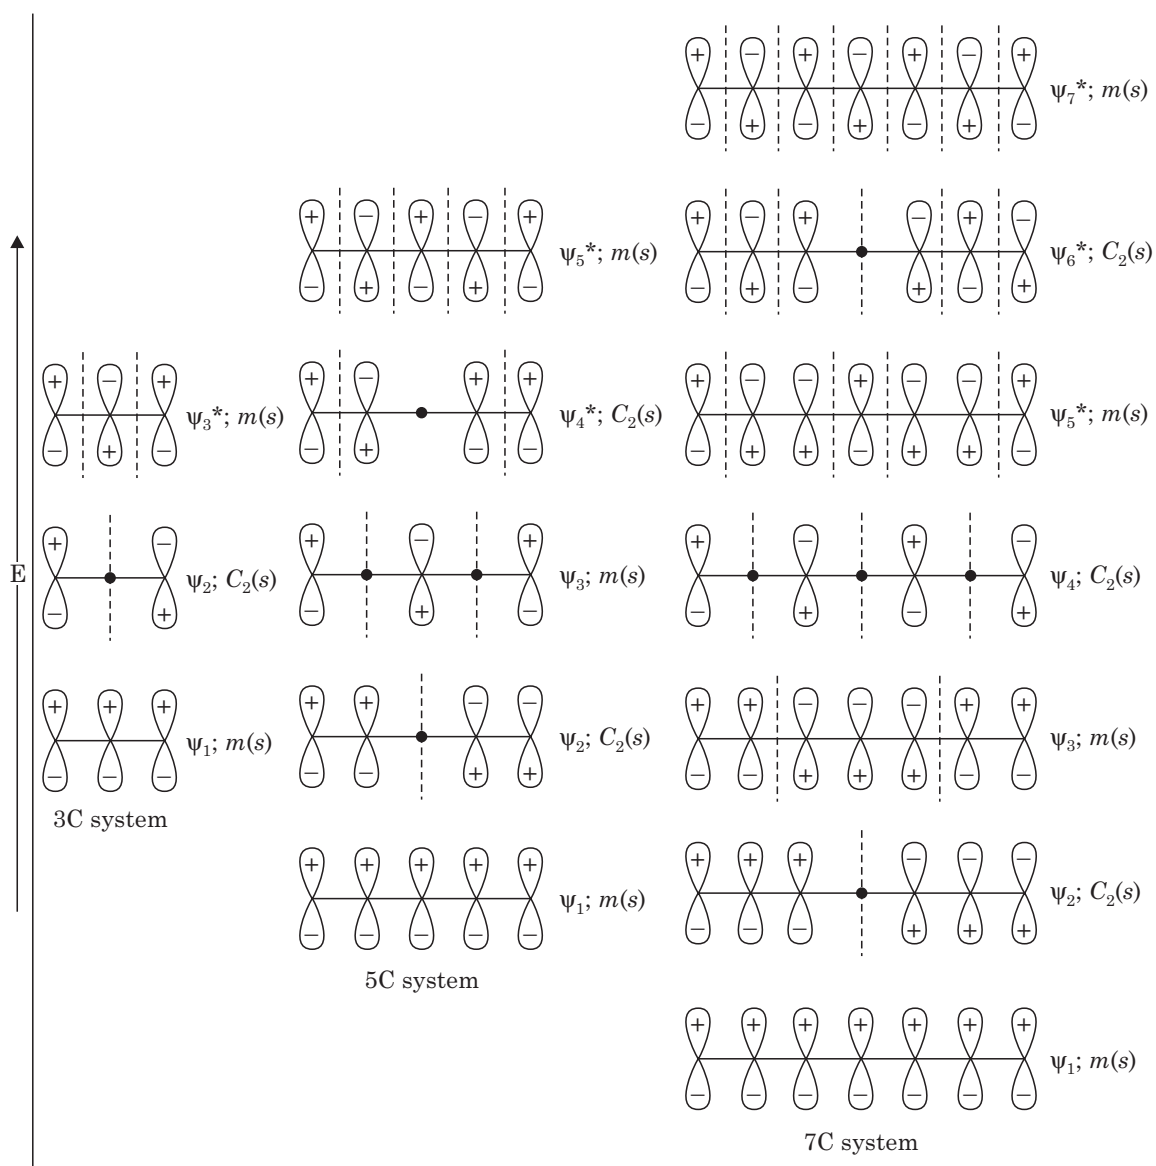 E
+ − +
ψ₃*; m(s)
− + −
+ −
ψ₂; C₂(s)
− +
+ + +
ψ₁; m(s)
− − −
3C system
+ − + − +
ψ₅*; m(s)
− + − + −
+ − + +
ψ₄*; C₂(s)
− + − −
+ − +
ψ₃; m(s)
− + −
+ + − −
ψ₂; C₂(s)
− − + +
+ + + + +
ψ₁; m(s)
− − − − −
5C system
+ − + − + − +
ψ₇*; m(s)
− + − + − + −
+ − + − + −
ψ₆*; C₂(s)
− + − + − +
+ − − + − − +
ψ₅*; m(s)
− + + − + + −
+ − + −
ψ₄; C₂(s)
− + − +
+ + − − − + +
ψ₃; m(s)
− − + + + − −
+ + + − − −
ψ₂; C₂(s)
− − − + + +
+ + + + + + +
ψ₁; m(s)
− − − − − − −
7C system